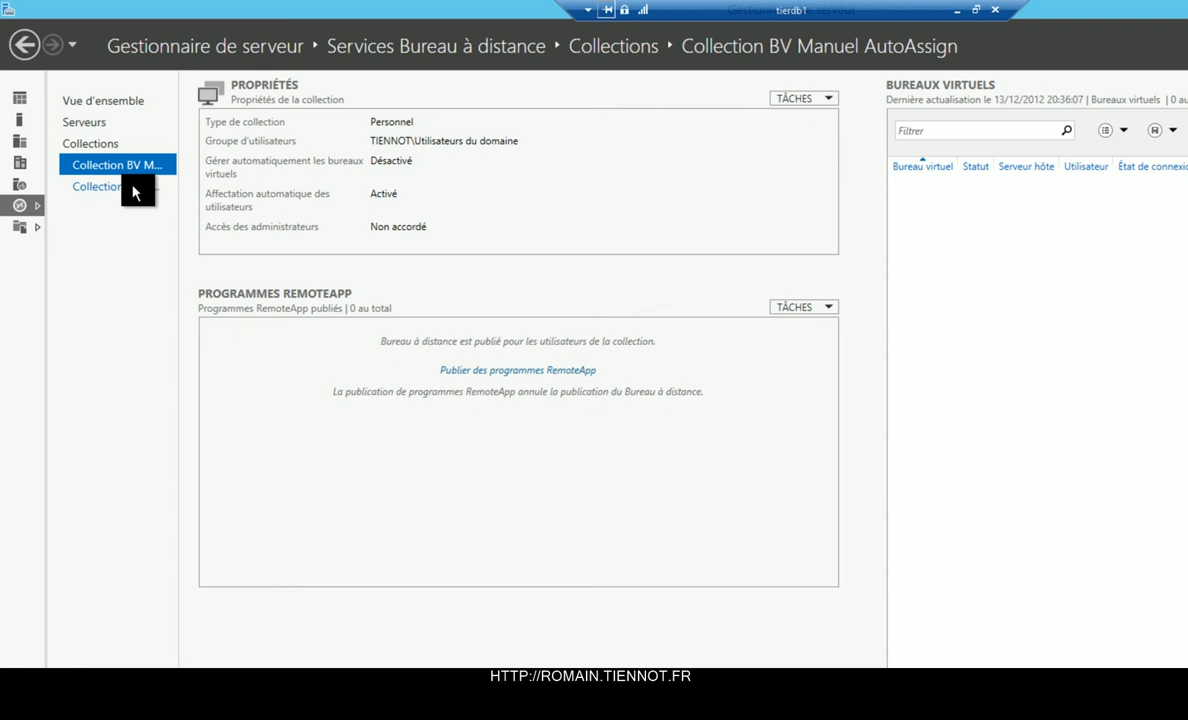 tierdb1
Gestionnaire de serveur ‣ Services Bureau à distance ‣ Collections ‣ Collection BV Manuel AutoAssign
Vue d'ensemble
Serveurs
Collections
Collection BV M...
Collection
PROPRIÉTÉS
Propriétés de la collection
TÂCHES
Type de collection Personnel
Groupe d'utilisateurs TIENNOT\Utilisateurs du domaine
Gérer automatiquement les bureaux Désactivé
virtuels
Affectation automatique des Activé
utilisateurs
Accès des administrateurs Non accordé
PROGRAMMES REMOTEAPP
Programmes RemoteApp publiés | 0 au total
TÂCHES
Bureau à distance est publié pour les utilisateurs de la collection.
Publier des programmes RemoteApp
La publication de programmes RemoteApp annule la publication du Bureau à distance.
BUREAUX VIRTUELS
Dernière actualisation le 13/12/2012 20:36:07 | Bureaux virtuels | 0 au
Filtrer
Bureau virtuel Statut Serveur hôte Utilisateur État de connexio
HTTP://ROMAIN.TIENNOT.FR